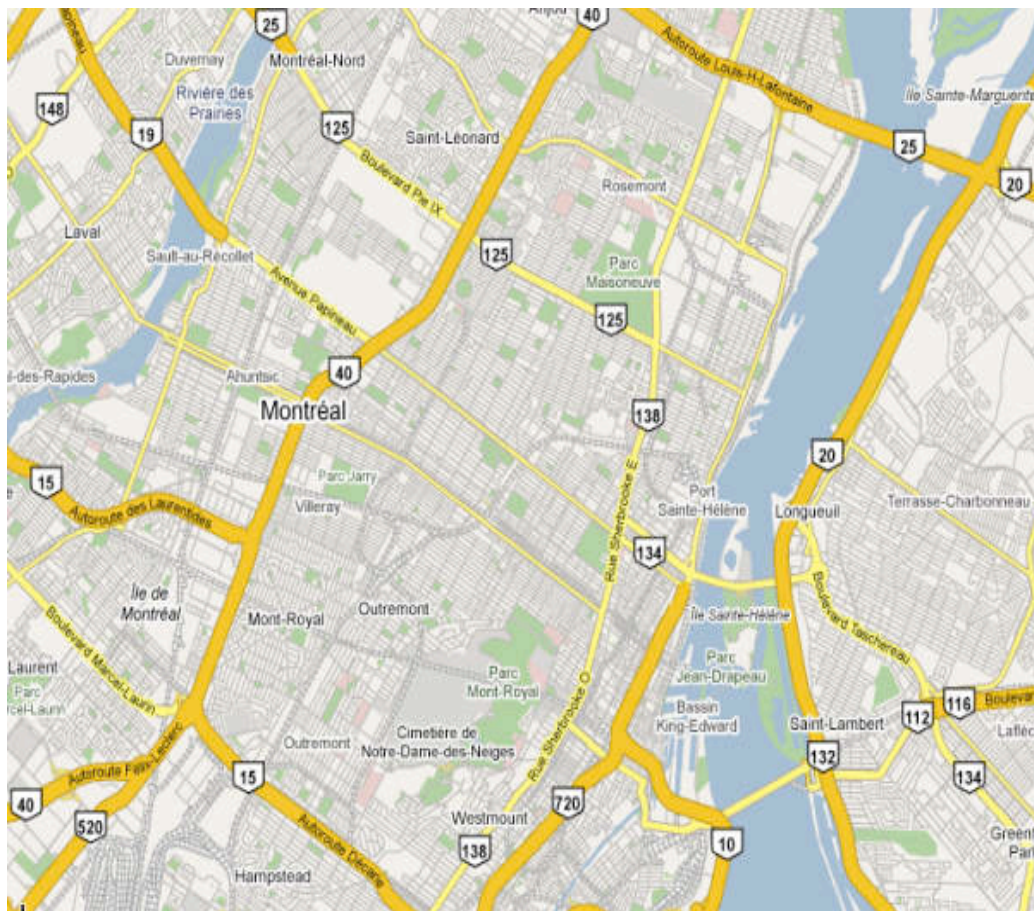 Anjou
40
25
Duvernay
Montréal-Nord
Autoroute Louis-H-Lafontaine
Rivière des
Prairies
Île Sainte-Marguerite
148
19
125
Saint-Léonard
25
Boulevard Pie IX
20
Rosemont
Laval
Sault-au-Récollet
125
Parc
Maisoneuve
Avenue Papineau
125
40
Ahuntsic
el-des-Rapides
Montréal
138
20
15
Parc Jarry
Port
Sainte-Hélène
Terrasse-Charbonneau
Villeray
Longueuil
Autoroute des Laurentides
Rue Sherbrooke E
134
Île de
Montréal
Outremont
Mont-Royal
Île Sainte-Hélène
Boulevard Taschereau
Boulevard Marcel-Laurin
Laurent
Parc
Parc
Mont-Royal
Parc
Jean-Drapeau
116
Boulevar
112
Bassin
King-Edward
Saint-Lambert
Cimetière de
Notre-Dame-des-Neiges
Outremont
Rue Sherbrooke O
132
Autoroute Félix-Leclerc
15
134
40
520
720
Westmount
10
138
Autoroute Décarie
Hampstead